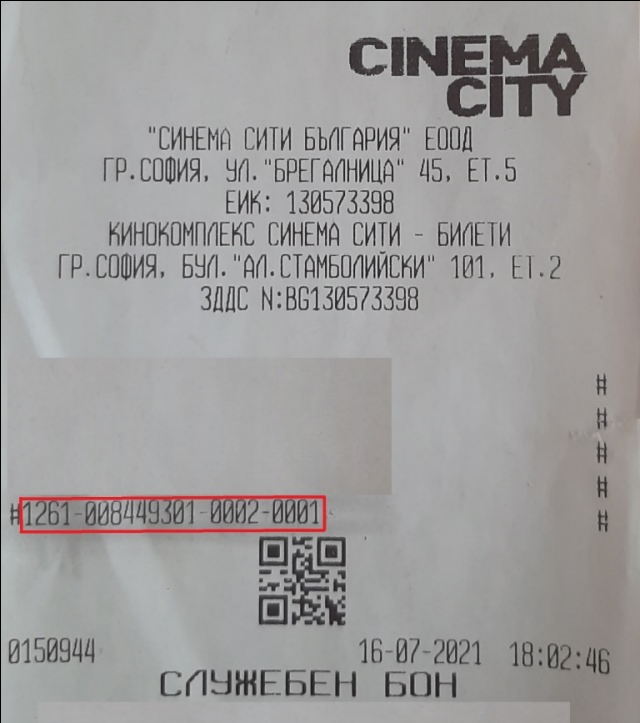 CINEMA
CITY
"СИНЕМА СИТИ БЪЛГАРИЯ" ЕООД
ГР.СОФИЯ, УЛ."БРЕГАЛНИЦА" 45, ЕТ.5
ЕИК: 130573398
КИНОКОМПЛЕКС СИНЕМА СИТИ - БИЛЕТИ
ГР.СОФИЯ, БУЛ."АЛ.СТАМБОЛИЙСКИ" 101, ЕТ.2
ЗДДС N:BG130573398
#
#
#
#
#
#1261-008449301-0002-0001
0150944 16-07-2021 18:02:46
СЛУЖЕБЕН БОН